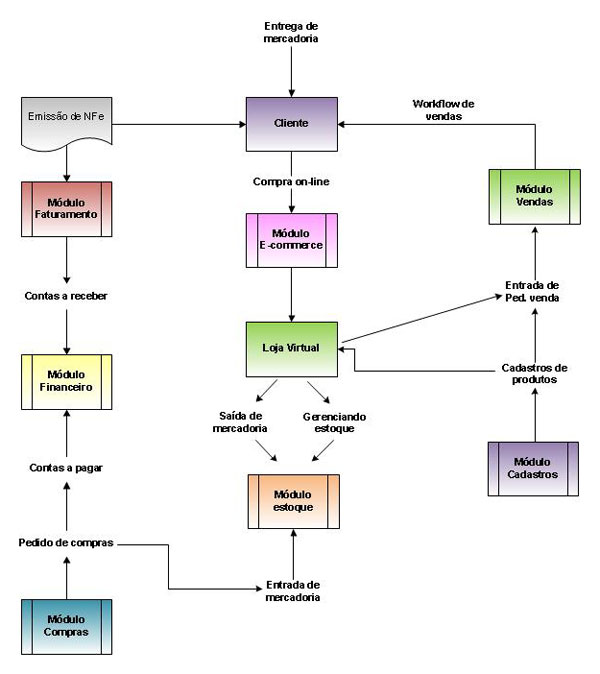 Entrega de
mercadoria
Emissão de NFe
Cliente
Workflow de
vendas
Compra on-line
Módulo
Faturamento
Módulo
Vendas
Módulo
E -commerce
Contas a receber
Entrada de
Ped. venda
Loja Virtual
Módulo
Financeiro
Cadastros de
produtos
Saída de
mercadoria
Gerenciando
estoque
Contas a pagar
Módulo
Cadastros
Módulo
estoque
Pedido de compras
Entrada de
mercadoria
Módulo
Compras